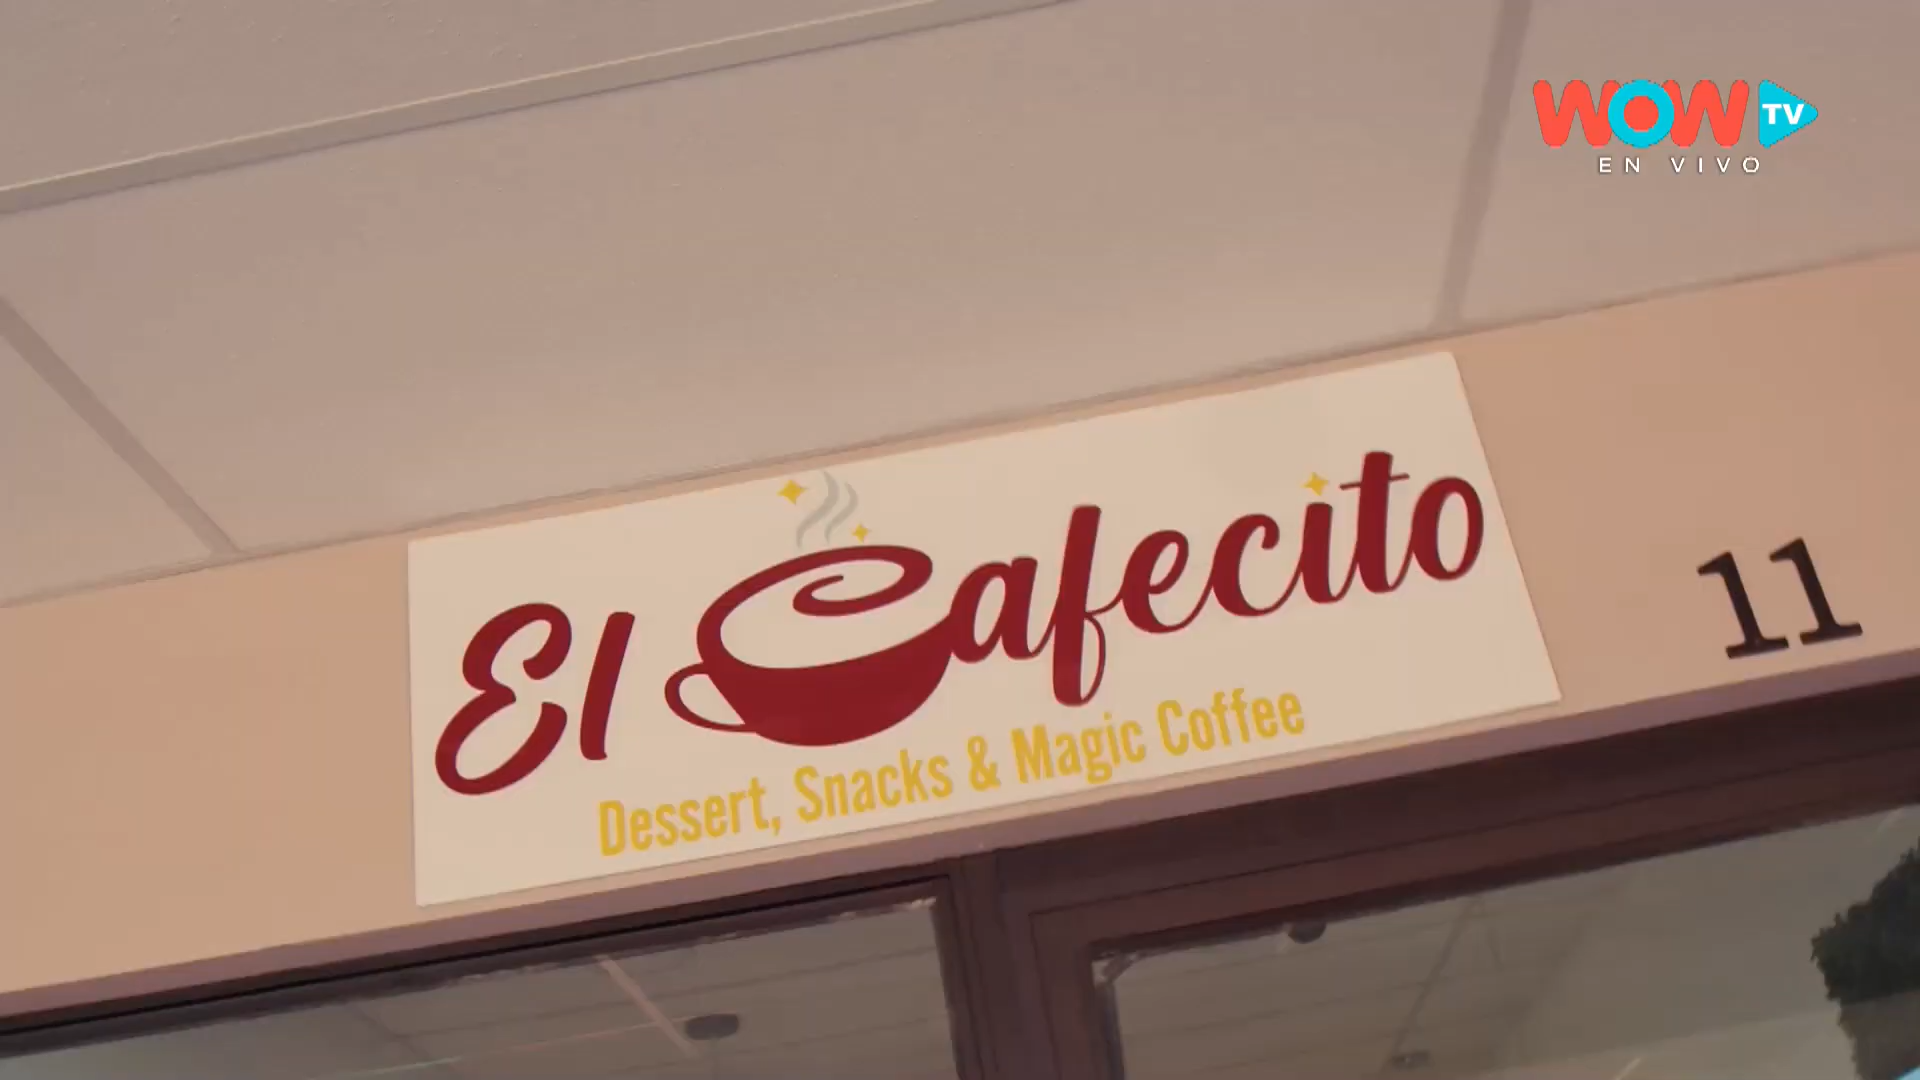 WOW TV
EN VIVO
El Cafecito
11
Dessert, Snacks & Magic Coffee